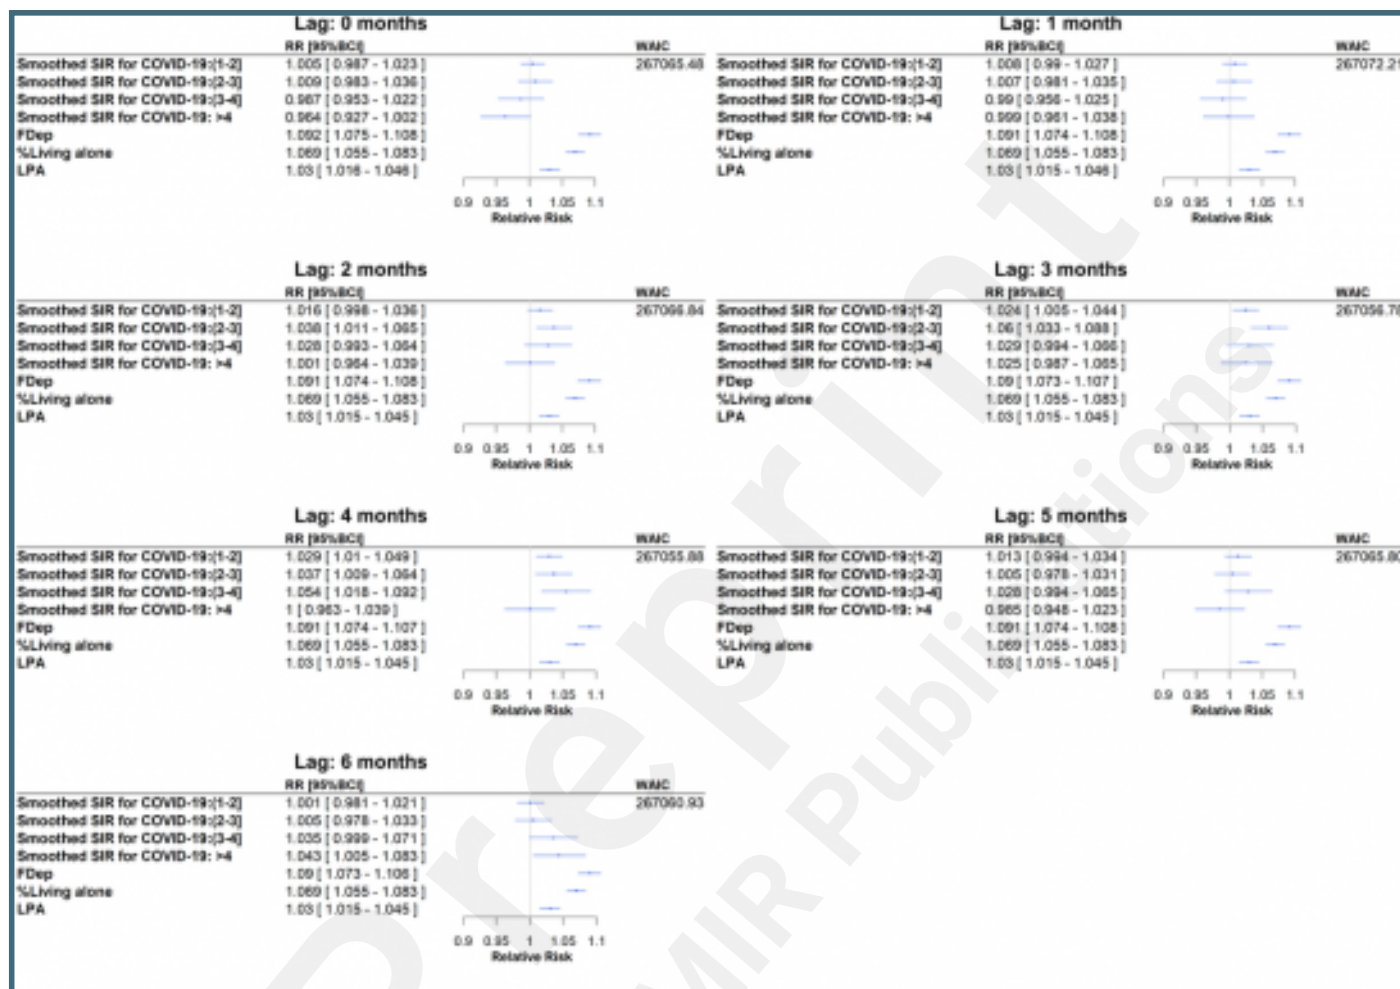 Lag: 0 months
RR [95%BCI] WAIC
Smoothed SIR for COVID-19:[1-2] 1.005 [ 0.987 - 1.023 ] 267065.48
Smoothed SIR for COVID-19:[2-3] 1.009 [ 0.983 - 1.036 ]
Smoothed SIR for COVID-19:[3-4] 0.987 [ 0.953 - 1.022 ]
Smoothed SIR for COVID-19: >4 0.964 [ 0.927 - 1.002 ]
FDep 1.092 [ 1.075 - 1.108 ]
%Living alone 1.069 [ 1.055 - 1.083 ]
LPA 1.03 [ 1.016 - 1.046 ]
0.9 0.95 1 1.05 1.1
Relative Risk
Lag: 1 month
RR [95%BCI] WAIC
Smoothed SIR for COVID-19:[1-2] 1.008 [ 0.99 - 1.027 ] 267072.21
Smoothed SIR for COVID-19:[2-3] 1.007 [ 0.981 - 1.035 ]
Smoothed SIR for COVID-19:[3-4] 0.99 [ 0.956 - 1.025 ]
Smoothed SIR for COVID-19: >4 0.999 [ 0.961 - 1.038 ]
FDep 1.091 [ 1.074 - 1.108 ]
%Living alone 1.069 [ 1.055 - 1.083 ]
LPA 1.03 [ 1.015 - 1.046 ]
0.9 0.95 1 1.05 1.1
Relative Risk
Lag: 2 months
RR [95%BCI] WAIC
Smoothed SIR for COVID-19:[1-2] 1.016 [ 0.998 - 1.036 ] 267066.84
Smoothed SIR for COVID-19:[2-3] 1.038 [ 1.011 - 1.065 ]
Smoothed SIR for COVID-19:[3-4] 1.028 [ 0.993 - 1.064 ]
Smoothed SIR for COVID-19: >4 1.001 [ 0.964 - 1.039 ]
FDep 1.091 [ 1.074 - 1.108 ]
%Living alone 1.069 [ 1.055 - 1.083 ]
LPA 1.03 [ 1.015 - 1.045 ]
0.9 0.95 1 1.05 1.1
Relative Risk
Lag: 3 months
RR [95%BCI] WAIC
Smoothed SIR for COVID-19:[1-2] 1.024 [ 1.005 - 1.044 ]
Smoothed SIR for COVID-19:[2-3] 1.06 [ 1.033 - 1.088 ]
Smoothed SIR for COVID-19:[3-4] 1.029 [ 0.994 - 1.066 ]
Smoothed SIR for COVID-19: >4 1.025 [ 0.987 - 1.065 ]
FDep 1.09 [ 1.073 - 1.107 ]
%Living alone 1.069 [ 1.055 - 1.083 ]
LPA 1.03 [ 1.015 - 1.045 ]
0.9 0.95 1 1.05 1.1
Relative Risk
Lag: 4 months
RR [95%BCI] WAIC
Smoothed SIR for COVID-19:[1-2] 1.029 [ 1.01 - 1.049 ] 267055.88
Smoothed SIR for COVID-19:[2-3] 1.037 [ 1.009 - 1.064 ]
Smoothed SIR for COVID-19:[3-4] 1.054 [ 1.018 - 1.092 ]
Smoothed SIR for COVID-19: >4 1 [ 0.963 - 1.039 ]
FDep 1.091 [ 1.074 - 1.107 ]
%Living alone 1.069 [ 1.055 - 1.083 ]
LPA 1.03 [ 1.015 - 1.045 ]
0.9 0.95 1 1.05 1.1
Relative Risk
Lag: 5 months
RR [95%BCI] WAIC
Smoothed SIR for COVID-19:[1-2] 1.013 [ 0.994 - 1.034 ]
Smoothed SIR for COVID-19:[2-3] 1.005 [ 0.978 - 1.031 ]
Smoothed SIR for COVID-19:[3-4] 1.028 [ 0.994 - 1.065 ]
Smoothed SIR for COVID-19: >4 0.985 [ 0.948 - 1.023 ]
FDep 1.091 [ 1.074 - 1.108 ]
%Living alone 1.069 [ 1.055 - 1.083 ]
LPA 1.03 [ 1.015 - 1.045 ]
0.9 0.95 1 1.05 1.1
Relative Risk
Lag: 6 months
RR [95%BCI] WAIC
Smoothed SIR for COVID-19:[1-2] 1.001 [ 0.981 - 1.021 ] 267060.93
Smoothed SIR for COVID-19:[2-3] 1.005 [ 0.978 - 1.033 ]
Smoothed SIR for COVID-19:[3-4] 1.035 [ 0.999 - 1.071 ]
Smoothed SIR for COVID-19: >4 1.043 [ 1.005 - 1.083 ]
FDep 1.09 [ 1.073 - 1.106 ]
%Living alone 1.069 [ 1.055 - 1.083 ]
LPA 1.03 [ 1.015 - 1.045 ]
0.9 0.95 1 1.05 1.1
Relative Risk
Preprint
MIR Publications